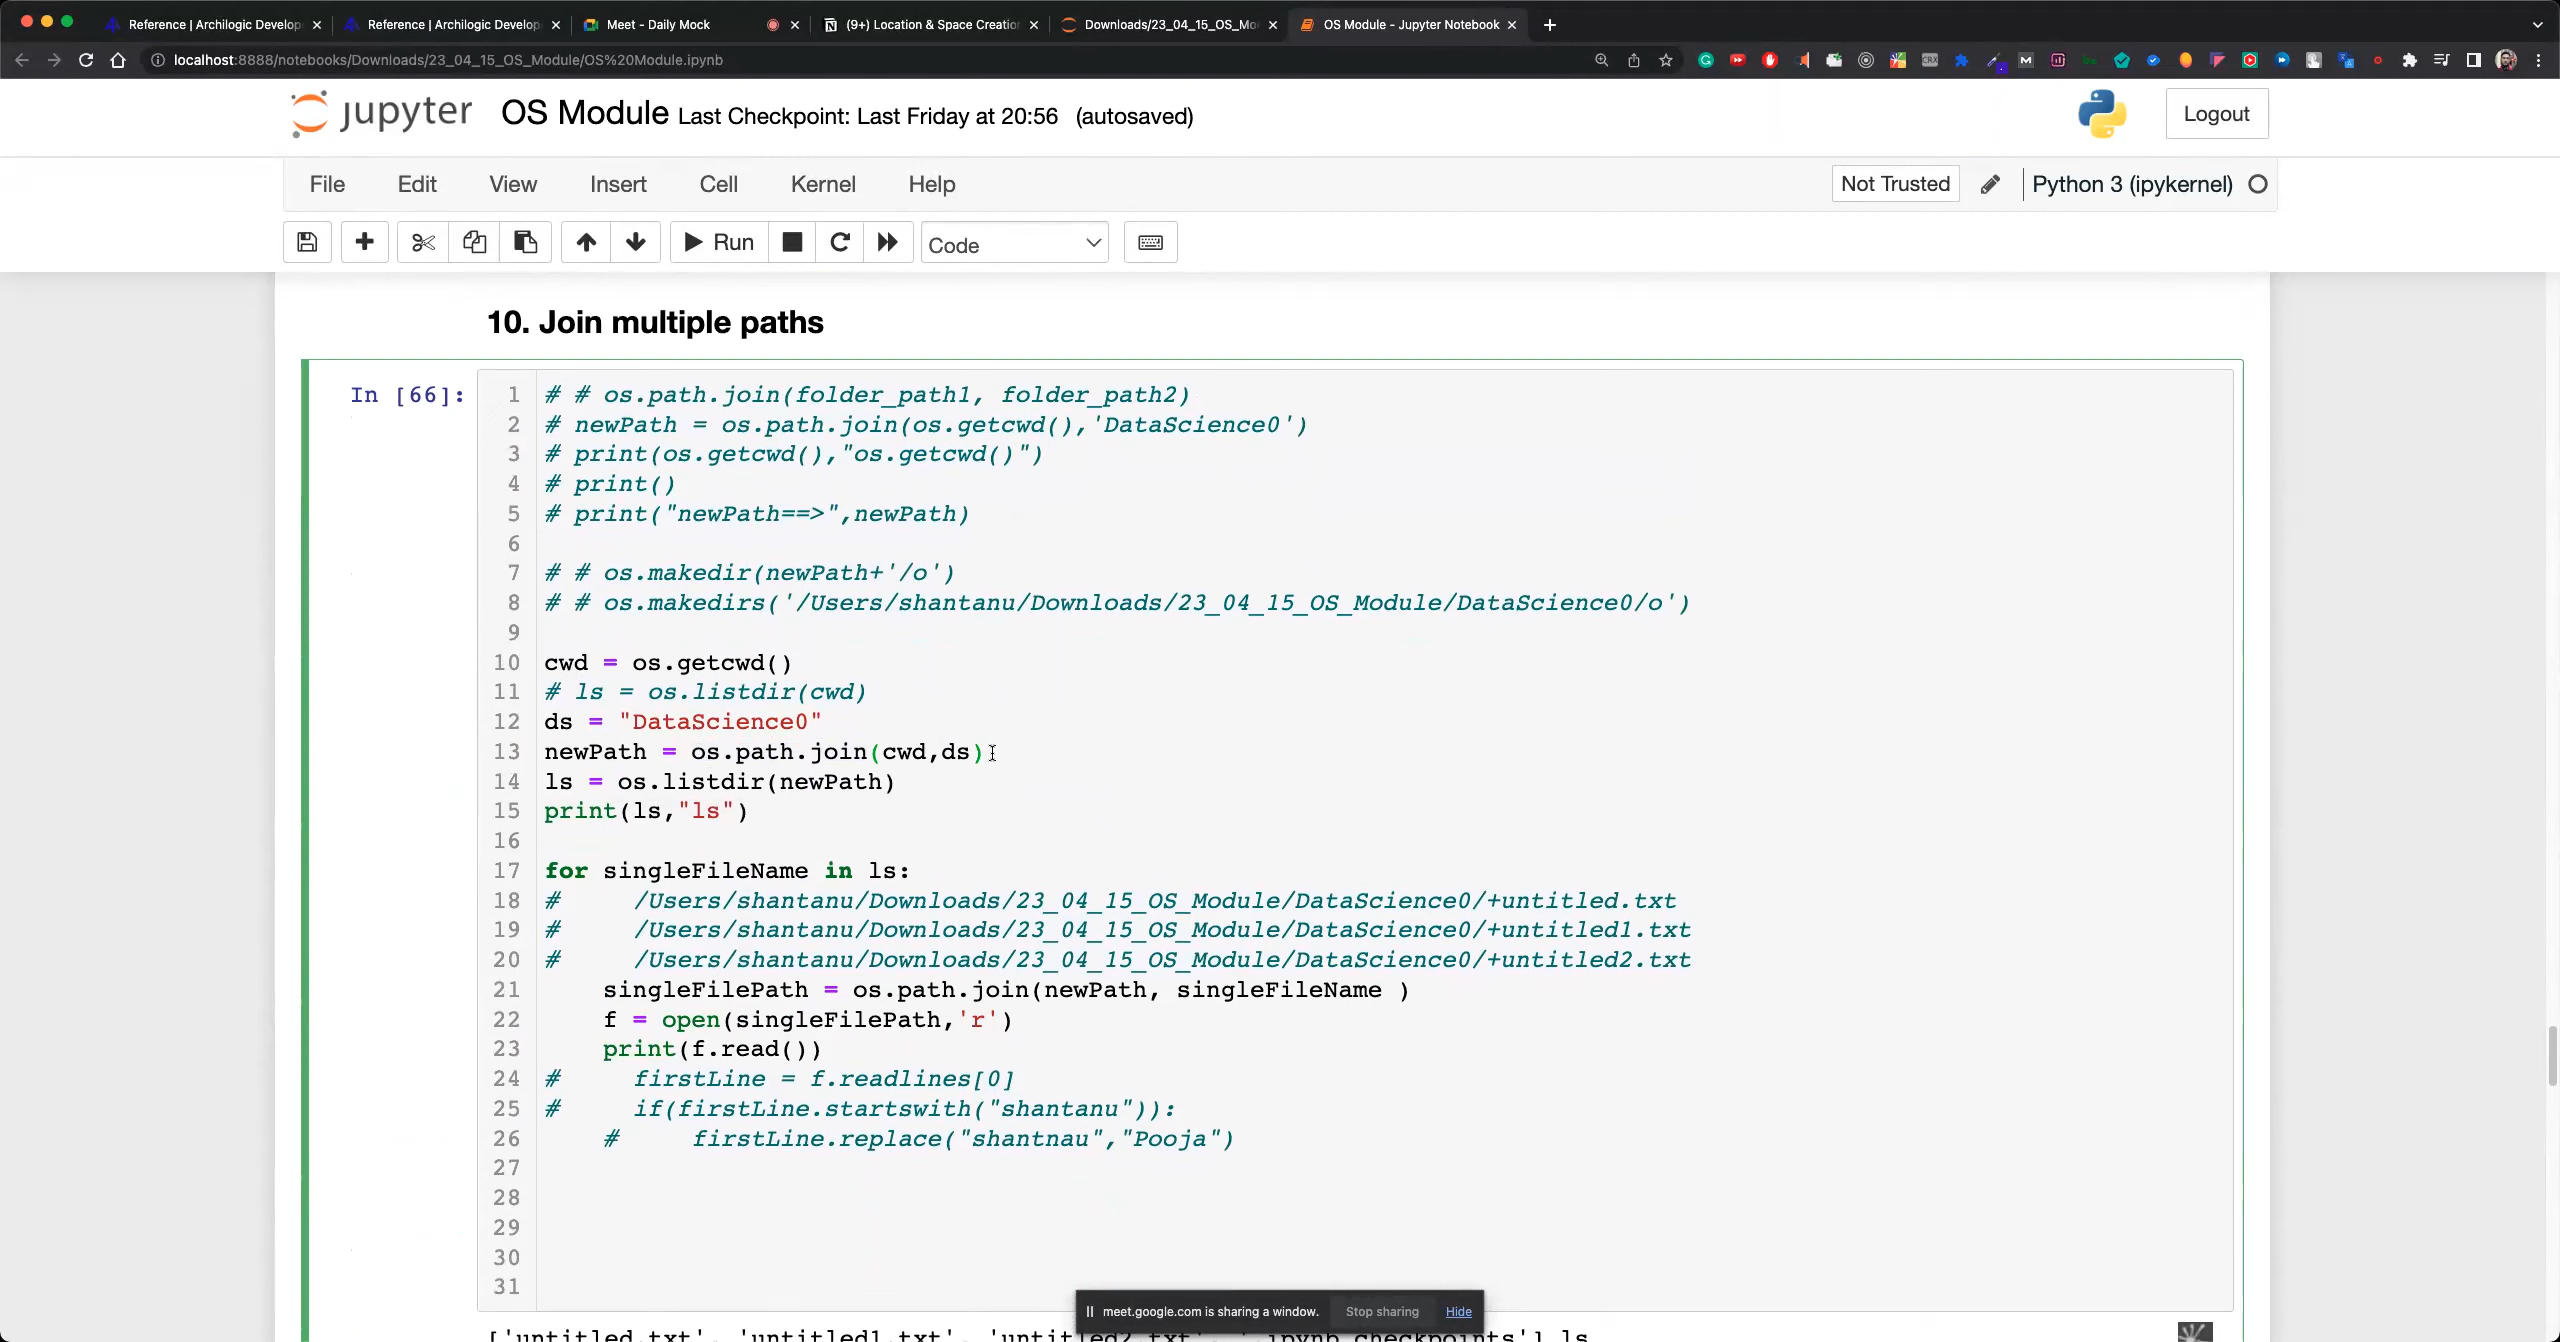 Reference | Archilogic Develop
Reference | Archilogic Develop
Meet - Daily Mock
(9+) Location & Space Creation
Downloads/23_04_15_OS_Mo
OS Module - Jupyter Notebook
localhost:8888/notebooks/Downloads/23_04_15_OS_Module/OS%20Module.ipynb
jupyter OS Module Last Checkpoint: Last Friday at 20:56 (autosaved)
Logout
File Edit View Insert Cell Kernel Help
Not Trusted
Python 3 (ipykernel)
Run
Code
10. Join multiple paths
In [66]:
1 # # os.path.join(folder_path1, folder_path2)
2 # newPath = os.path.join(os.getcwd(),'DataScience0')
3 # print(os.getcwd(),"os.getcwd()")
4 # print()
5 # print("newPath==>",newPath)
6
7 # # os.makedir(newPath+'/o')
8 # # os.makedirs('/Users/shantanu/Downloads/23_04_15_OS_Module/DataScience0/o')
9
10 cwd = os.getcwd()
11 # ls = os.listdir(cwd)
12 ds = "DataScience0"
13 newPath = os.path.join(cwd,ds)
14 ls = os.listdir(newPath)
15 print(ls,"ls")
16
17 for singleFileName in ls:
18 #     /Users/shantanu/Downloads/23_04_15_OS_Module/DataScience0/+untitled.txt
19 #     /Users/shantanu/Downloads/23_04_15_OS_Module/DataScience0/+untitled1.txt
20 #     /Users/shantanu/Downloads/23_04_15_OS_Module/DataScience0/+untitled2.txt
21     singleFilePath = os.path.join(newPath, singleFileName )
22     f = open(singleFilePath,'r')
23     print(f.read())
24 #     firstLine = f.readlines[0]
25 #     if(firstLine.startswith("shantanu")):
26     #     firstLine.replace("shantnau","Pooja")
27
28
29
30
31
meet.google.com is sharing a window. Stop sharing Hide
['untitled.txt', 'untitled1.txt', 'untitled2.txt', '.ipynb_checkpoints'] ls